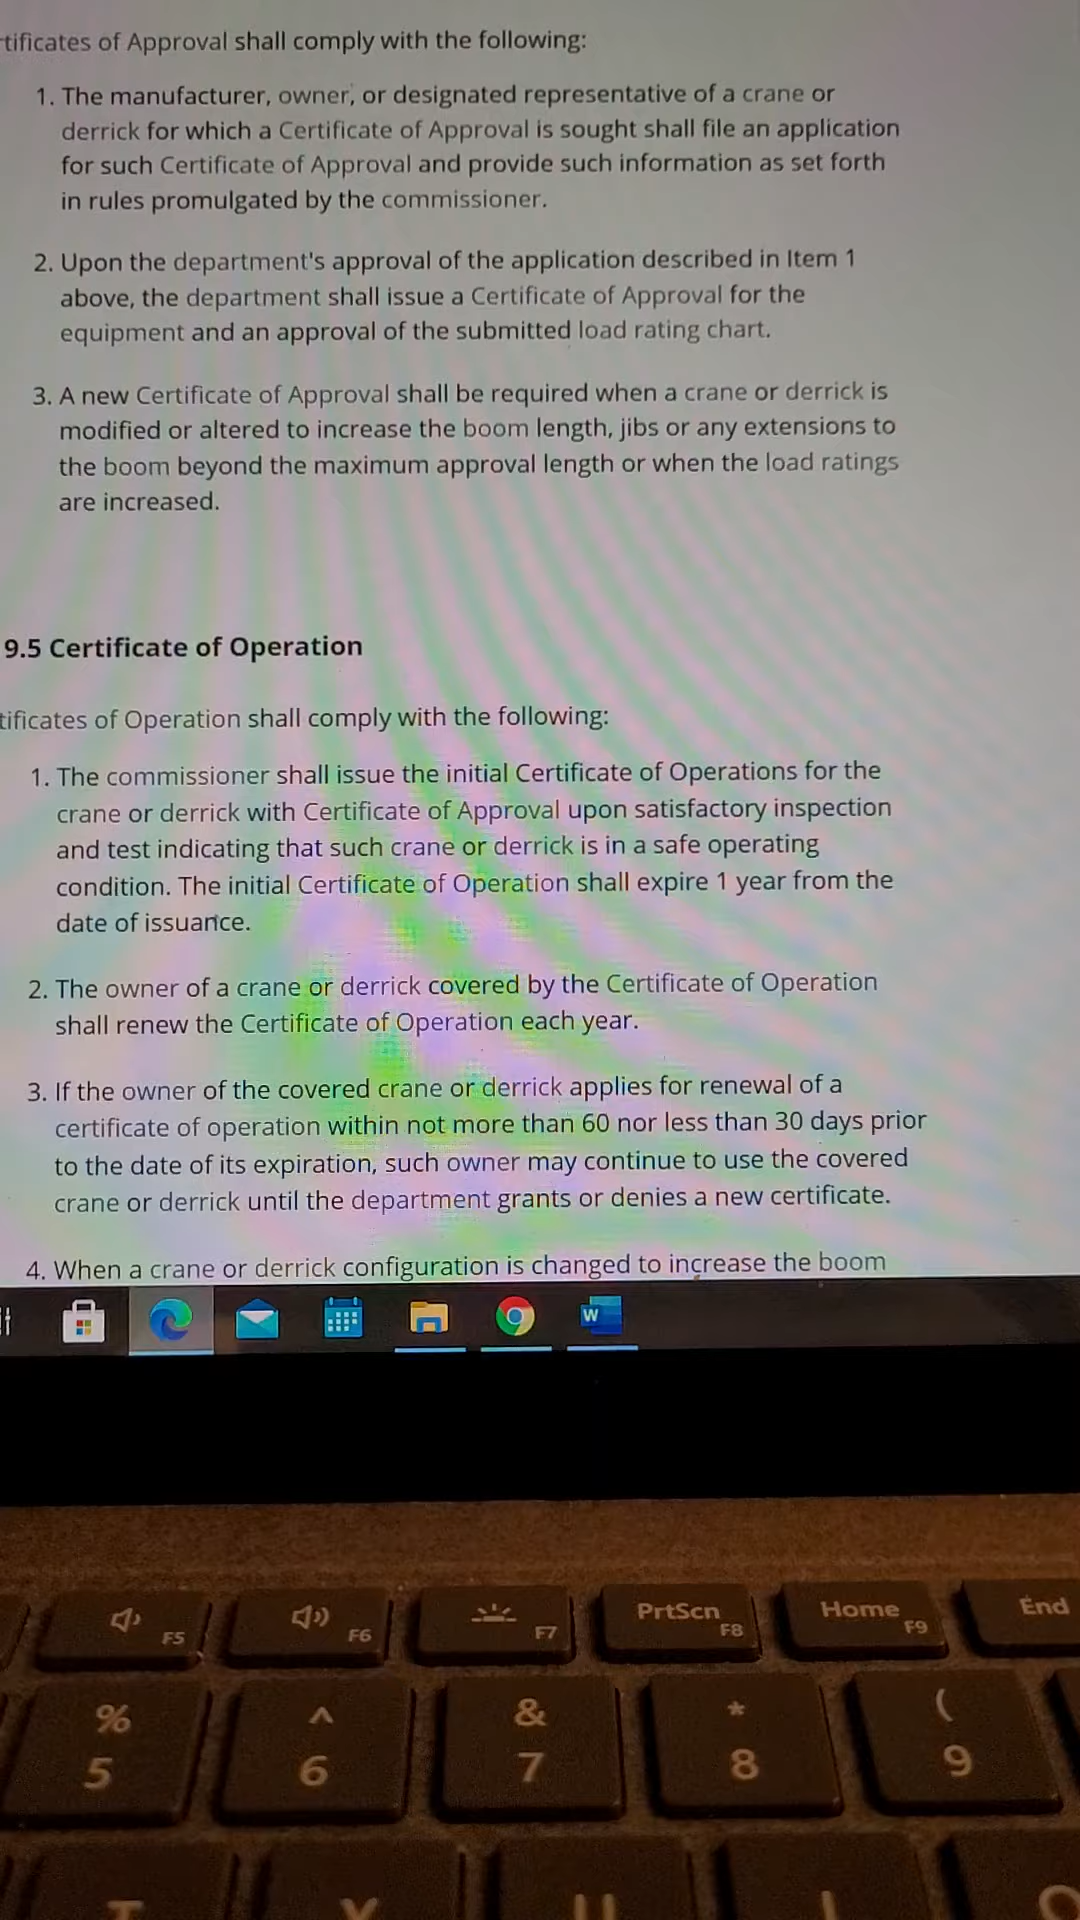 tificates of Approval shall comply with the following:
1. The manufacturer, owner, or designated representative of a crane or
derrick for which a Certificate of Approval is sought shall file an application
for such Certificate of Approval and provide such information as set forth
in rules promulgated by the commissioner.
2. Upon the department's approval of the application described in Item 1
above, the department shall issue a Certificate of Approval for the
equipment and an approval of the submitted load rating chart.
3. A new Certificate of Approval shall be required when a crane or derrick is
modified or altered to increase the boom length, jibs or any extensions to
the boom beyond the maximum approval length or when the load ratings
are increased.
9.5 Certificate of Operation
tificates of Operation shall comply with the following:
1. The commissioner shall issue the initial Certificate of Operations for the
crane or derrick with Certificate of Approval upon satisfactory inspection
and test indicating that such crane or derrick is in a safe operating
condition. The initial Certificate of Operation shall expire 1 year from the
date of issuance.
2. The owner of a crane or derrick covered by the Certificate of Operation
shall renew the Certificate of Operation each year.
3. If the owner of the covered crane or derrick applies for renewal of a
certificate of operation within not more than 60 nor less than 30 days prior
to the date of its expiration, such owner may continue to use the covered
crane or derrick until the department grants or denies a new certificate.
4. When a crane or derrick configuration is changed to increase the boom
W
F5 F6 F7 PrtScn F8 Home F9 End
% ^ & * (
5 6 7 8 9